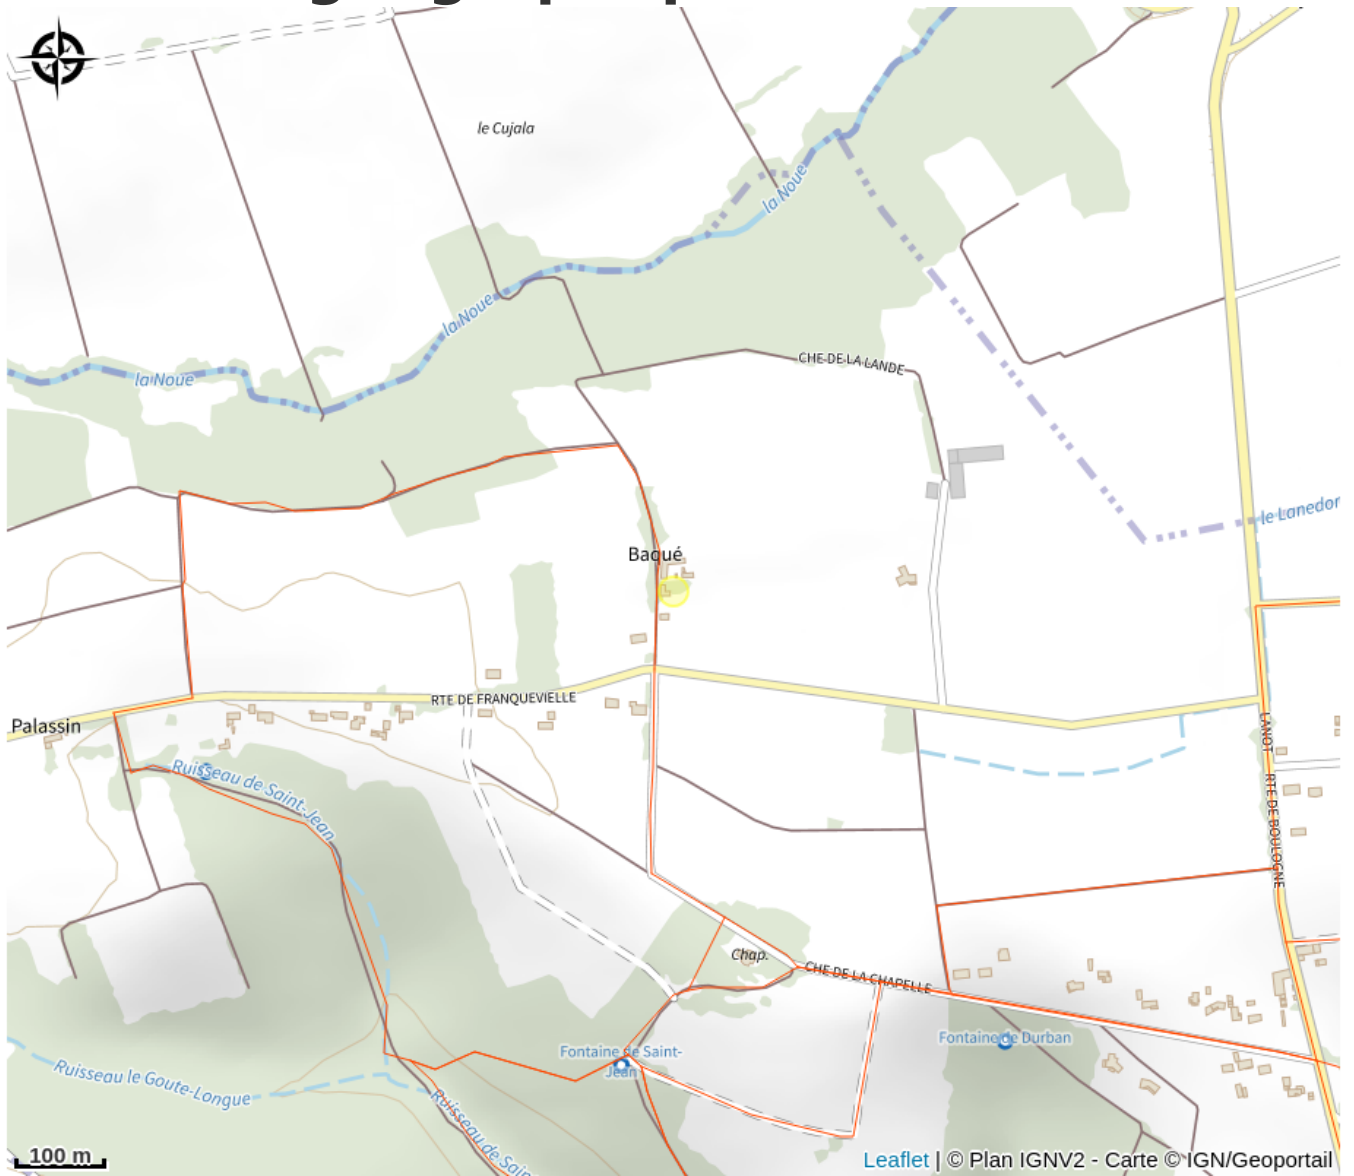 le Cujala
la Noue
la Noue
la Noue
CHE DE LA LANDE
le Lanedon
Baqué
RTE DE FRANQUEVIELLE
Palassin
L'ANOT
RTE DE BOULOGNE
Ruisseau de Saint-Jean
Chap.
CHE DE LA CHAPELLE
Fontaine de Durban
Fontaine de Saint-
Jean
Ruisseau le Goute-Longue
Ruisseau de Sain
100 m
Leaflet | © Plan IGNV2 - Carte © IGN/Geoportail